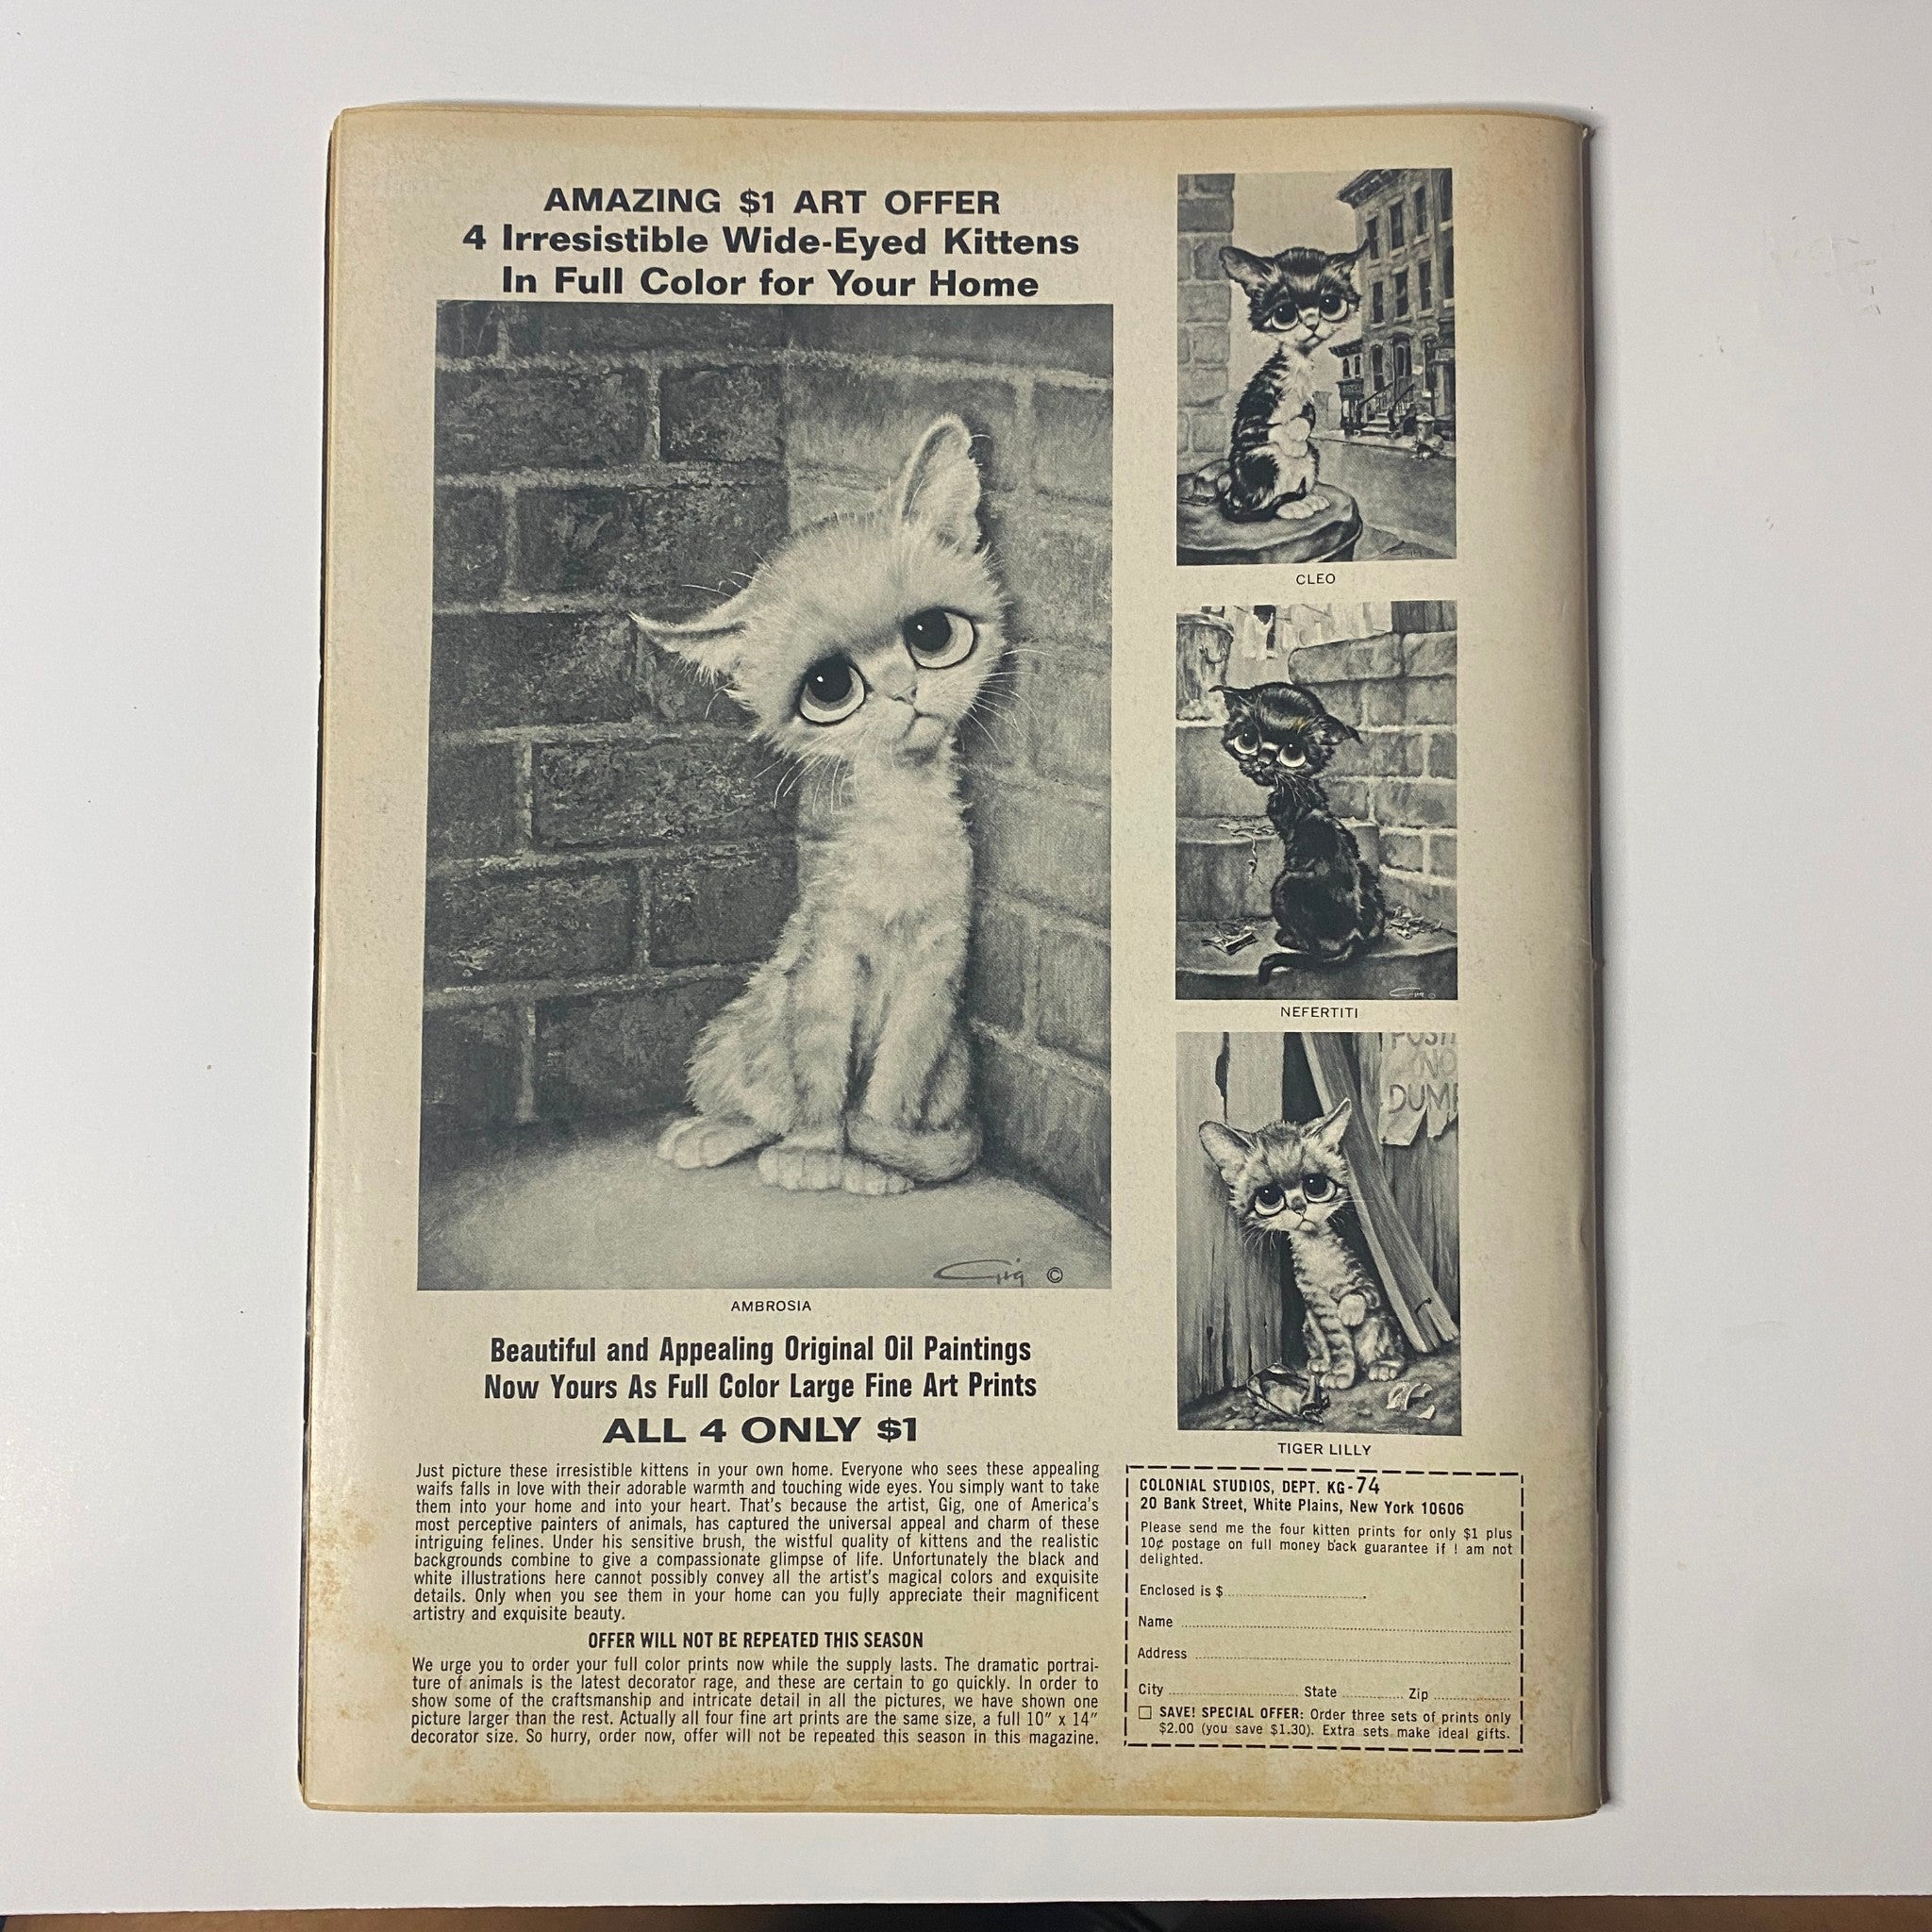 AMAZING $1 ART OFFER
4 Irresistible Wide-Eyed Kittens
In Full Color for Your Home
Gig ©
AMBROSIA
CLEO
Gig ©
NEFERTITI
NO
DUMP
TIGER LILLY
Beautiful and Appealing Original Oil Paintings
Now Yours As Full Color Large Fine Art Prints
ALL 4 ONLY $1
Just picture these irresistible kittens in your own home. Everyone who sees these appealing
waifs falls in love with their adorable warmth and touching wide eyes. You simply want to take
them into your home and into your heart. That's because the artist, Gig, one of America's
most perceptive painters of animals, has captured the universal appeal and charm of these
intriguing felines. Under his sensitive brush, the wistful quality of kittens and the realistic
backgrounds combine to give a compassionate glimpse of life. Unfortunately the black and
white illustrations here cannot possibly convey all the artist's magical colors and exquisite
details. Only when you see them in your home can you fully appreciate their magnificent
artistry and exquisite beauty.
OFFER WILL NOT BE REPEATED THIS SEASON
We urge you to order your full color prints now while the supply lasts. The dramatic portrai-
ture of animals is the latest decorator rage, and these are certain to go quickly. In order to
show some of the craftsmanship and intricate detail in all the pictures, we have shown one
picture larger than the rest. Actually all four fine art prints are the same size, a full 10″ x 14″
decorator size. So hurry, order now, offer will not be repeated this season in this magazine.
COLONIAL STUDIOS, DEPT. KG-74
20 Bank Street, White Plains, New York 10606
Please send me the four kitten prints for only $1 plus
10¢ postage on full money back guarantee if I am not
delighted.
Enclosed is $
Name
Address
City State Zip
☐ SAVE! SPECIAL OFFER: Order three sets of prints only
$2.00 (you save $1.30). Extra sets make ideal gifts.